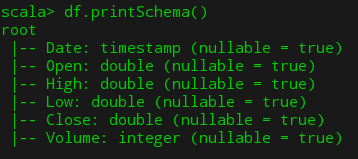 scala> df.printSchema()
root
 |-- Date: timestamp (nullable = true)
 |-- Open: double (nullable = true)
 |-- High: double (nullable = true)
 |-- Low: double (nullable = true)
 |-- Close: double (nullable = true)
 |-- Volume: integer (nullable = true)